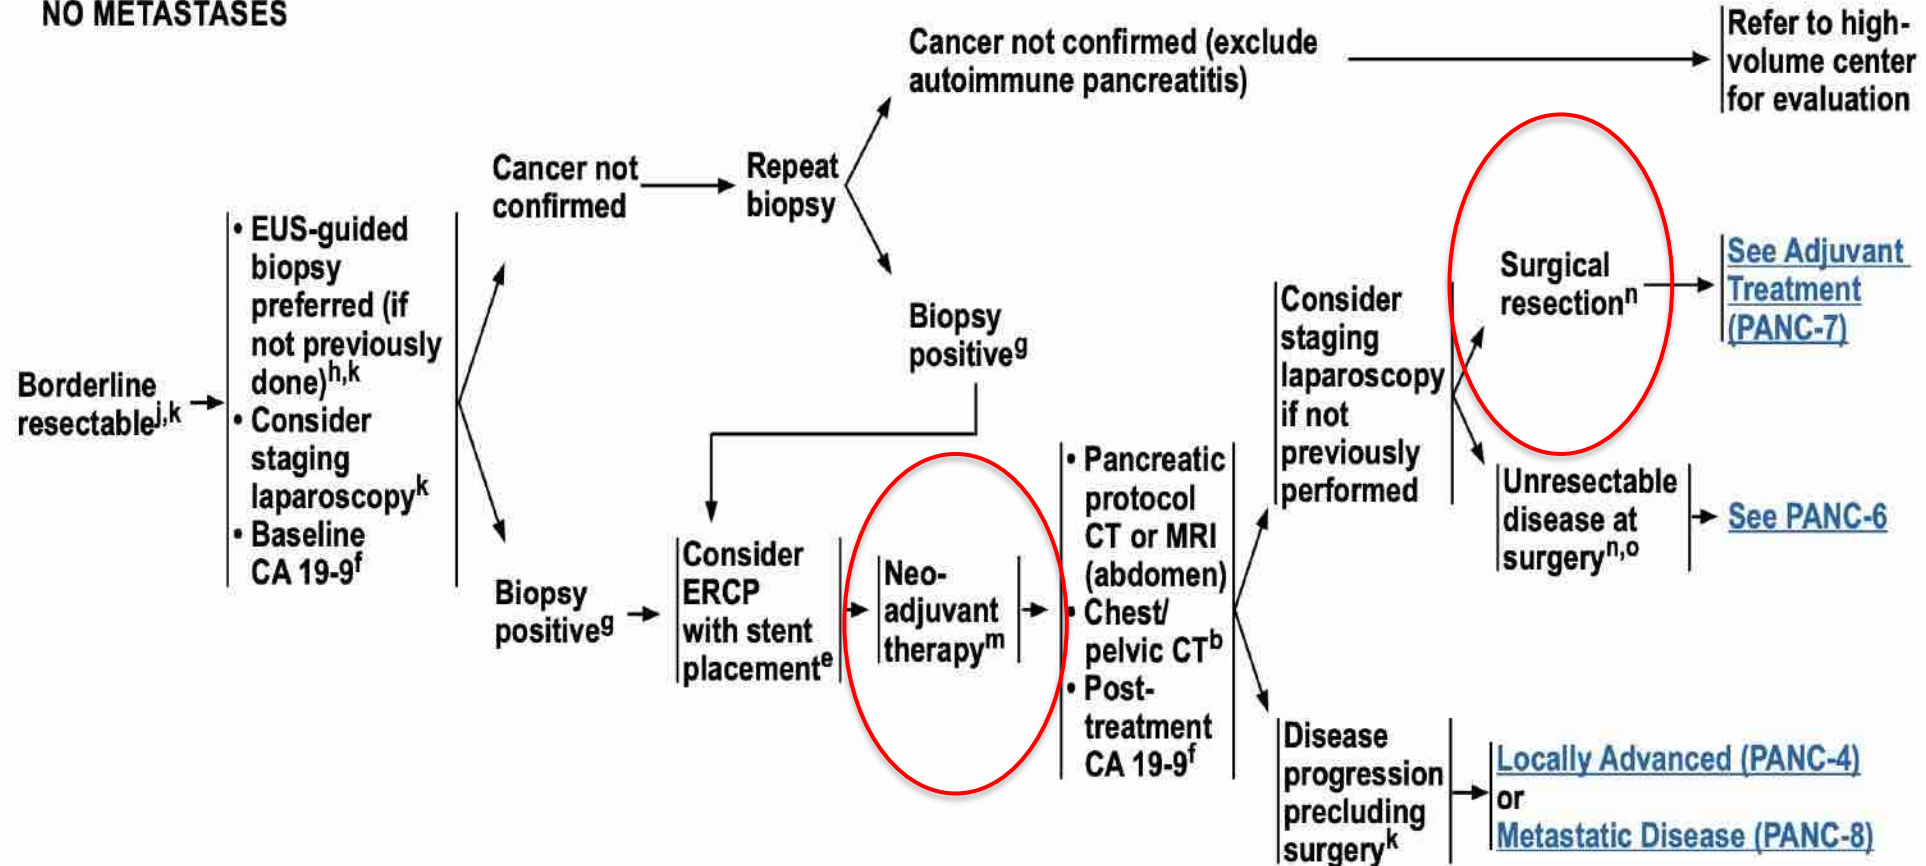 NO METASTASES
Borderline
resectablej,k
• EUS-guided
biopsy
preferred (if
not previously
done)h,k
• Consider
staging
laparoscopyk
• Baseline
CA 19-9f
Cancer not
confirmed
Repeat
biopsy
Cancer not confirmed (exclude
autoimmune pancreatitis)
Refer to high-
volume center
for evaluation
Biopsy
positiveg
Biopsy
positiveg
Consider
ERCP
with stent
placemente
Neo-
adjuvant
therapym
• Pancreatic
protocol
CT or MRI
(abdomen)
• Chest/
pelvic CTb
• Post-
treatment
CA 19-9f
Consider
staging
laparoscopy
if not
previously
performed
Surgical
resectionn
See Adjuvant
Treatment
(PANC-7)
Unresectable
disease at
surgeryn,o
See PANC-6
Disease
progression
precluding
surgeryk
Locally Advanced (PANC-4)
or
Metastatic Disease (PANC-8)